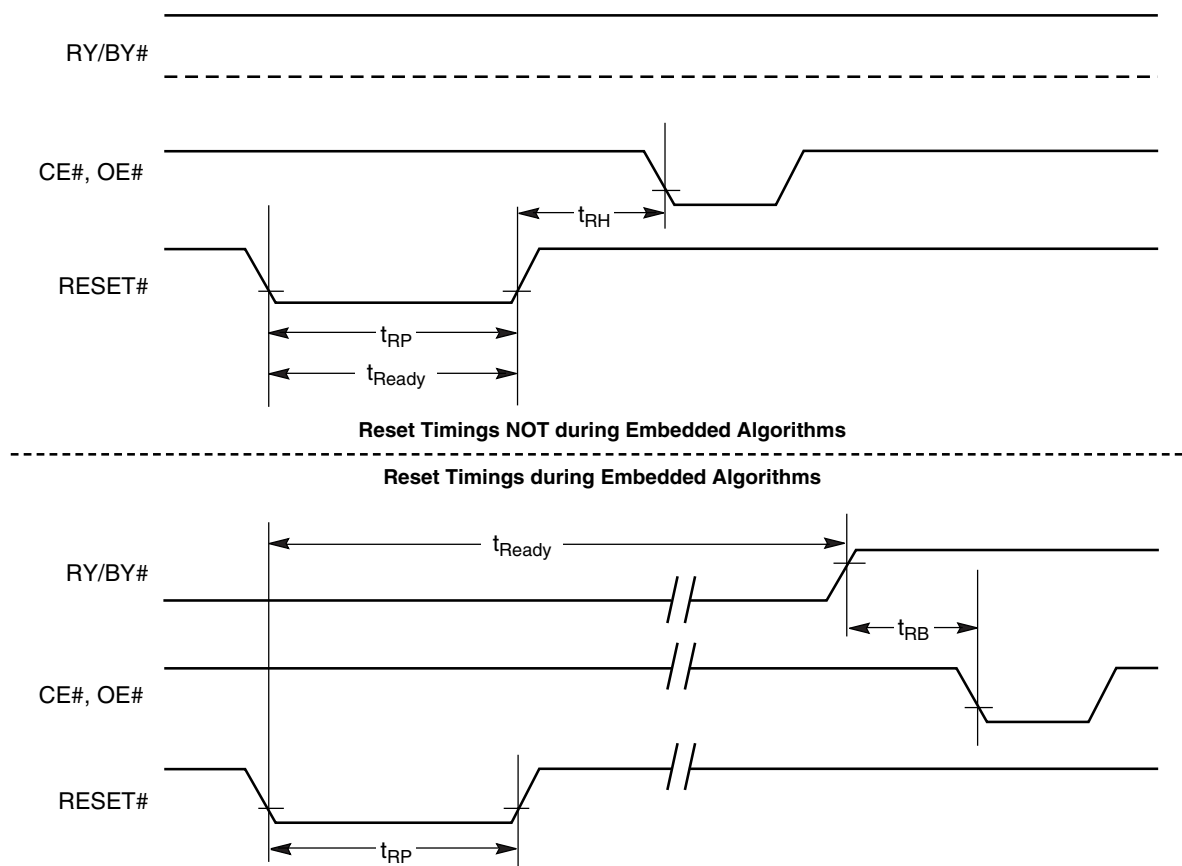 RY/BY#
CE#, OE#
tRH
RESET#
tRP
tReady
Reset Timings NOT during Embedded Algorithms
Reset Timings during Embedded Algorithms
tReady
RY/BY#
tRB
CE#, OE#
RESET#
tRP